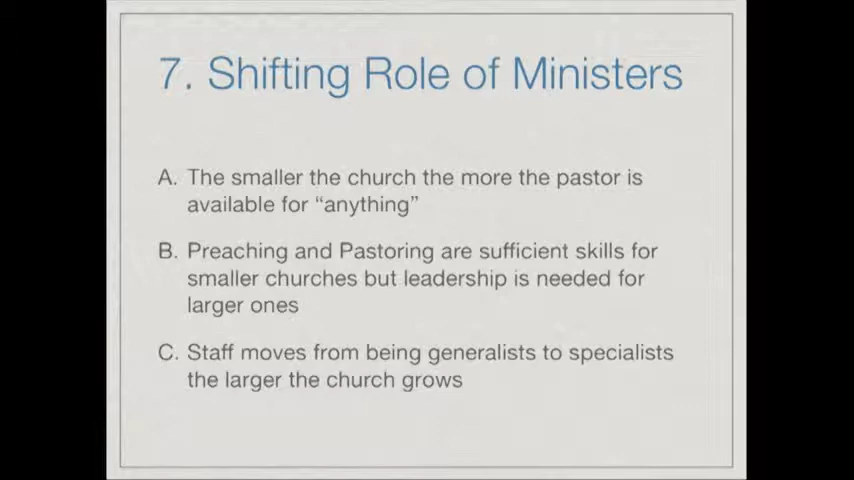 7. Shifting Role of Ministers
A. The smaller the church the more the pastor is
available for “anything”
B. Preaching and Pastoring are sufficient skills for
smaller churches but leadership is needed for
larger ones
C. Staff moves from being generalists to specialists
the larger the church grows